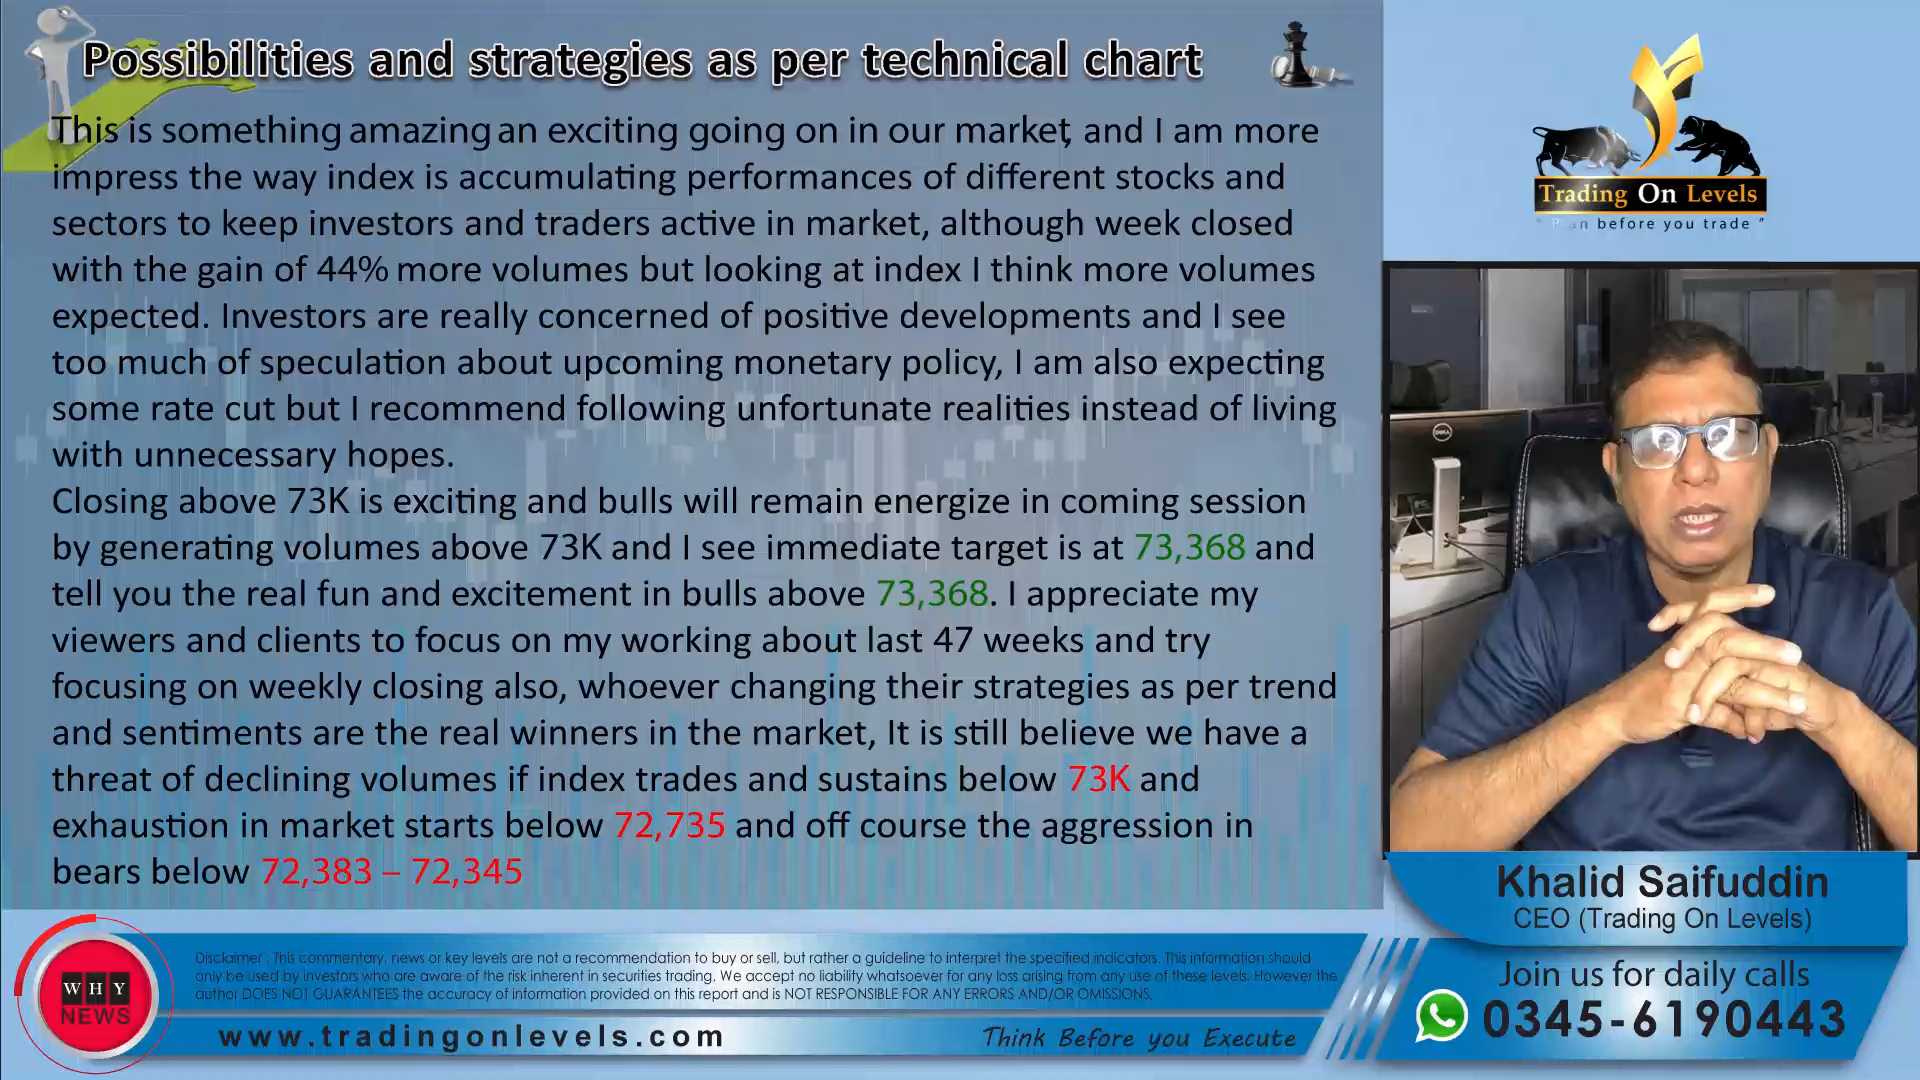 Possibilities and strategies as per technical chart
This is something amazing an exciting going on in our market, and I am more
impress the way index is accumulating performances of different stocks and
sectors to keep investors and traders active in market, although week closed
with the gain of 44% more volumes but looking at index I think more volumes
expected. Investors are really concerned of positive developments and I see
too much of speculation about upcoming monetary policy, I am also expecting
some rate cut but I recommend following unfortunate realities instead of living
with unnecessary hopes.
Closing above 73K is exciting and bulls will remain energize in coming session
by generating volumes above 73K and I see immediate target is at 73,368 and
tell you the real fun and excitement in bulls above 73,368. I appreciate my
viewers and clients to focus on my working about last 47 weeks and try
focusing on weekly closing also, whoever changing their strategies as per trend
and sentiments are the real winners in the market, It is still believe we have a
threat of declining volumes if index trades and sustains below 73K and
exhaustion in market starts below 72,735 and off course the aggression in
bears below 72,383 – 72,345
Trading On Levels
" Plan before you trade "
DELL
Khalid Saifuddin
CEO (Trading On Levels)
Join us for daily calls
0345-6190443
WHY
NEWS
Disclaimer : This commentary, news or key levels are not a recommendation to buy or sell, but rather a guideline to interpret the specified indicators. This information should
only be used by investors who are aware of the risk inherent in securities trading. We accept no liability whatsoever for any loss arising from any use of these levels. However the
author DOES NOT GUARANTEES the accuracy of information provided on this report and is NOT RESPONSIBLE FOR ANY ERRORS AND/OR OMISSIONS.
www.tradingonlevels.com
Think Before you Execute